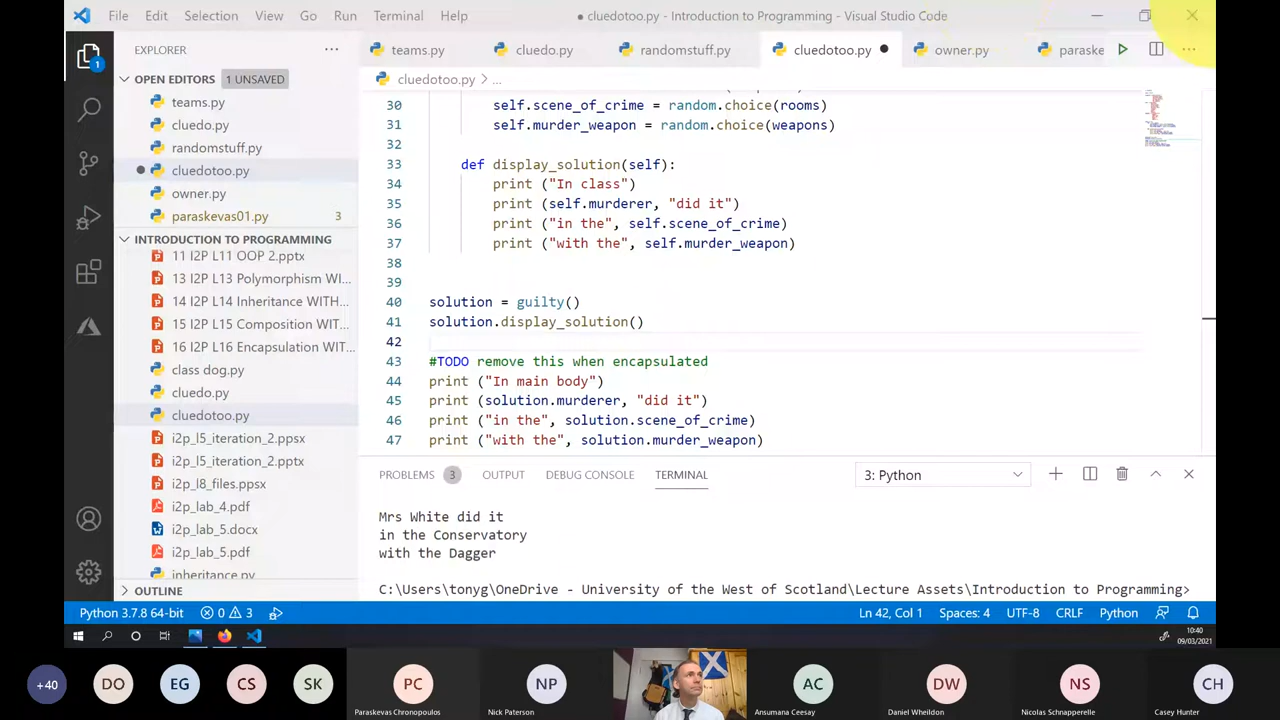 File Edit Selection View Go Run Terminal Help
● cluedotoo.py - Introduction to Programming - Visual Studio Code
EXPLORER ···
teams.py cluedo.py randomstuff.py cluedotoo.py ● owner.py paraske ···
OPEN EDITORS 1 UNSAVED
cluedotoo.py > ...
teams.py
cluedo.py
randomstuff.py
● cluedotoo.py
owner.py
paraskevas01.py 3
INTRODUCTION TO PROGRAMMING
11 I2P L11 OOP 2.pptx
13 I2P L13 Polymorphism WI...
14 I2P L14 Inheritance WITH...
15 I2P L15 Composition WIT...
16 I2P L16 Encapsulation WIT...
class dog.py
cluedo.py
cluedotoo.py
i2p_l5_iteration_2.ppsx
i2p_l5_iteration_2.pptx
i2p_l8_files.ppsx
i2p_lab_4.pdf
i2p_lab_5.docx
i2p_lab_5.pdf
inheritance.py
OUTLINE
1
30 self.scene_of_crime = random.choice(rooms)
31 self.murder_weapon = random.choice(weapons)
32
33 def display_solution(self):
34 print ("In class")
35 print (self.murderer, "did it")
36 print ("in the", self.scene_of_crime)
37 print ("with the", self.murder_weapon)
38
39
40 solution = guilty()
41 solution.display_solution()
42
43 #TODO remove this when encapsulated
44 print ("In main body")
45 print (solution.murderer, "did it")
46 print ("in the", solution.scene_of_crime)
47 print ("with the", solution.murder_weapon)
PROBLEMS 3 OUTPUT DEBUG CONSOLE TERMINAL 3: Python
Mrs White did it
in the Conservatory
with the Dagger
C:\Users\tonyg\OneDrive - University of the West of Scotland\Lecture Assets\Introduction to Programming>
Python 3.7.8 64-bit 0 3 Ln 42, Col 1 Spaces: 4 UTF-8 CRLF Python
10:40
09/03/2021
+40 DO EG CS SK PC NP AC DW NS CH
Paraskevas Chronopoulos Nick Paterson Ansumana Ceesay Daniel Wheildon Nicolas Schnapperelle Casey Hunter